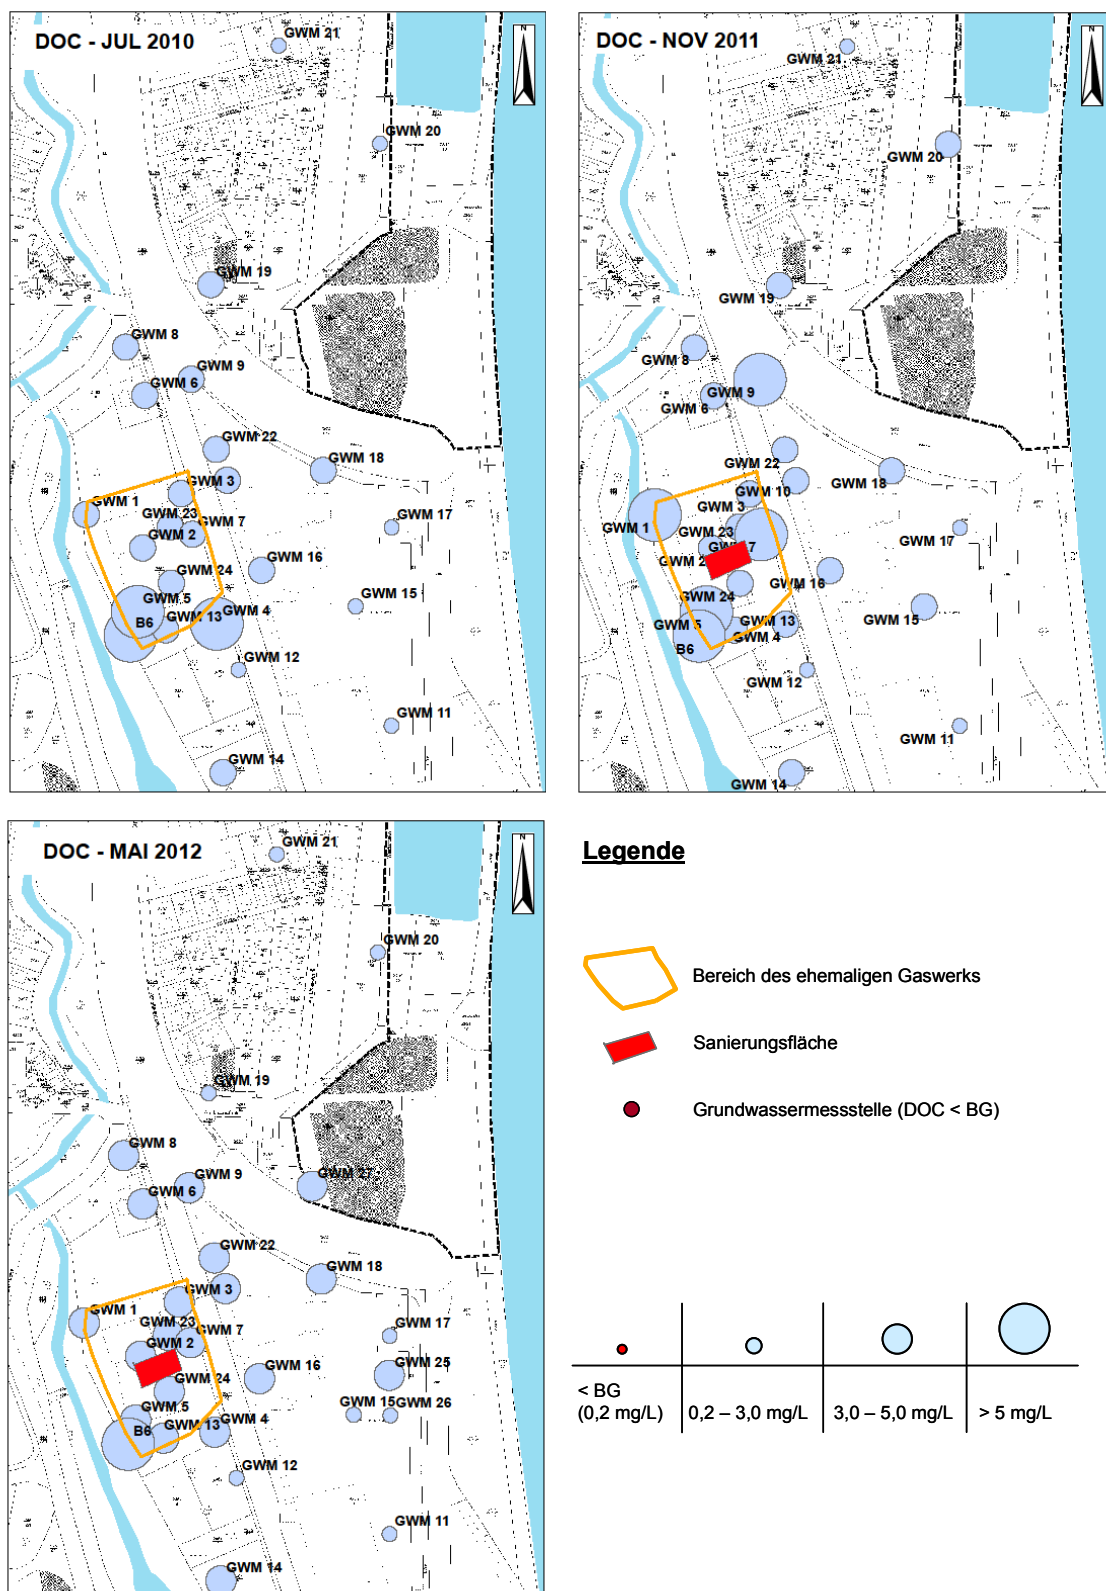 DOC - JUL 2010
N
GWM 21
GWM 20
GWM 19
GWM 8
GWM 9
GWM 6
GWM 22
GWM 18
GWM 3
GWM 1
GWM 23
GWM 7
GWM 17
GWM 2
GWM 16
GWM 24
GWM 5
GWM 15
GWM 4
B6
GWM 13
GWM 12
GWM 11
GWM 14
DOC - NOV 2011
N
GWM 21
GWM 20
GWM 19
GWM 8
GWM 9
GWM 6
GWM 22
GWM 18
GWM 10
GWM 3
GWM 1
GWM 23
GWM 17
GWM 7
GWM 2
GWM 16
GWM 24
GWM 15
GWM 5
GWM 13
GWM 4
B6
GWM 12
GWM 11
GWM 14
DOC - MAI 2012
N
GWM 21
GWM 20
GWM 19
GWM 8
GWM 9
GWM 27
GWM 6
GWM 22
GWM 18
GWM 3
GWM 1
GWM 23
GWM 7
GWM 17
GWM 2
GWM 16
GWM 25
GWM 24
GWM 5
GWM 15
GWM 26
GWM 4
B6
GWM 13
GWM 12
GWM 11
GWM 14
Legende
Bereich des ehemaligen Gaswerks
Sanierungsfläche
Grundwassermessstelle (DOC < BG)
< BG
(0,2 mg/L)
0,2 – 3,0 mg/L
3,0 – 5,0 mg/L
> 5 mg/L